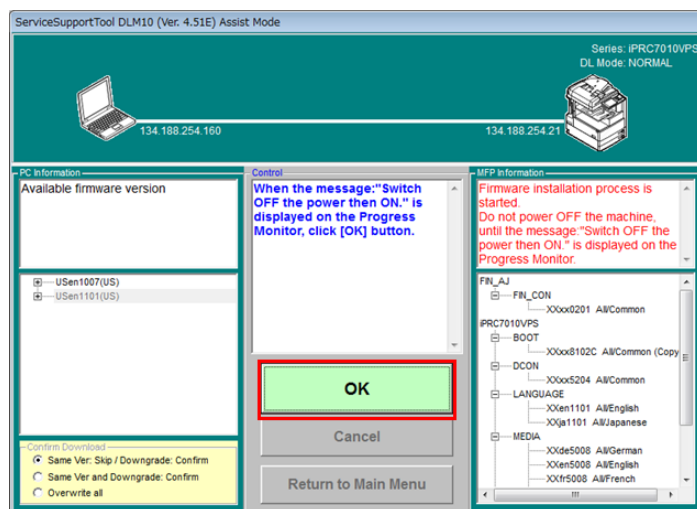 ServiceSupportTool DLM10 (Ver. 4.51E) Assist Mode
Series: iPRC7010VPS
DL Mode: NORMAL
134.188.254.160
134.188.254.21
PC Information
Available firmware version
USen1007(US)
USen1101(US)
Confirm Download
Same Ver: Skip / Downgrade: Confirm
Same Ver and Downgrade: Confirm
Overwrite all
Control
When the message:"Switch
OFF the power then ON." is
displayed on the Progress
Monitor, click [OK] button.
OK
Cancel
Return to Main Menu
MFP Information
Firmware installation process is
started.
Do not power OFF the machine,
until the message:"Switch OFF the
power then ON." is displayed on the
Progress Monitor.
FIN_AJ
FIN_CON
XXxx0201 All/Common
iPRC7010VPS
BOOT
XXxx8102C All/Common (Copy
DCON
XXxx5204 All/Common
LANGUAGE
XXen1101 All/English
XXja1101 All/Japanese
MEDIA
XXde5008 All/German
XXen5008 All/English
XXfr5008 All/French